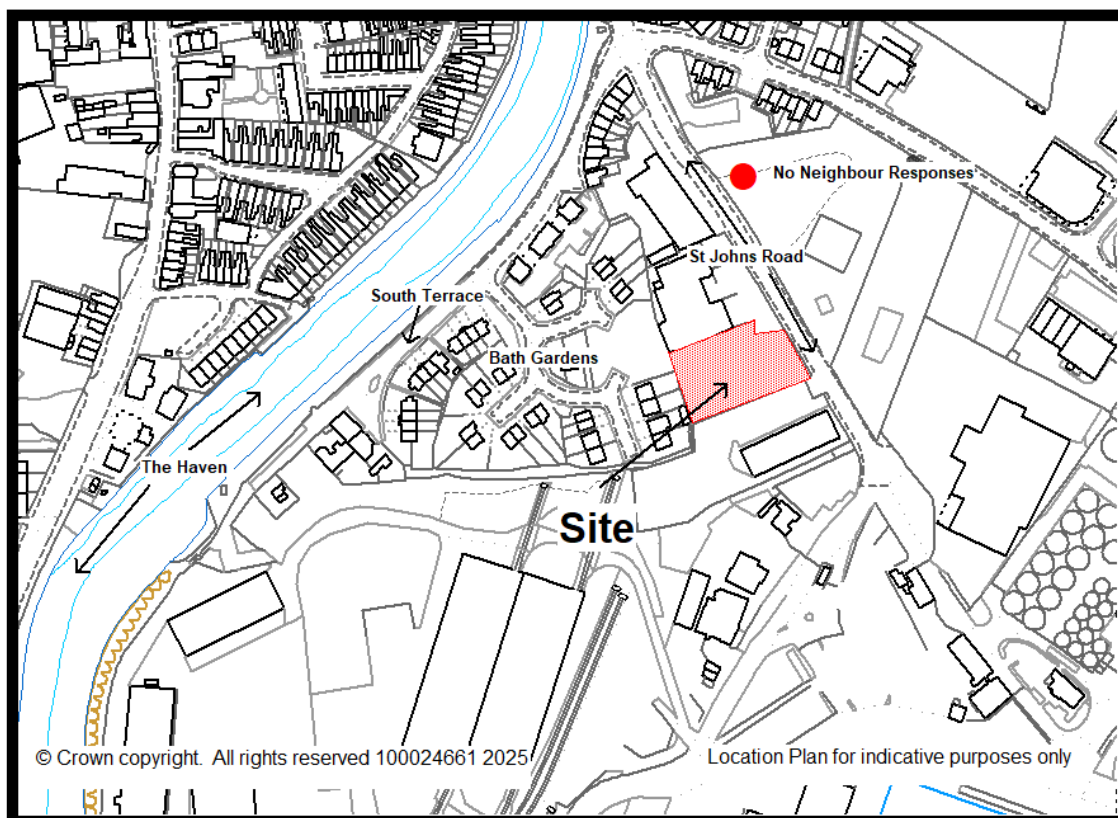 No Neighbour Responses
St Johns Road
South Terrace
Bath Gardens
The Haven
Site
© Crown copyright. All rights reserved 100024661 2025
Location Plan for indicative purposes only